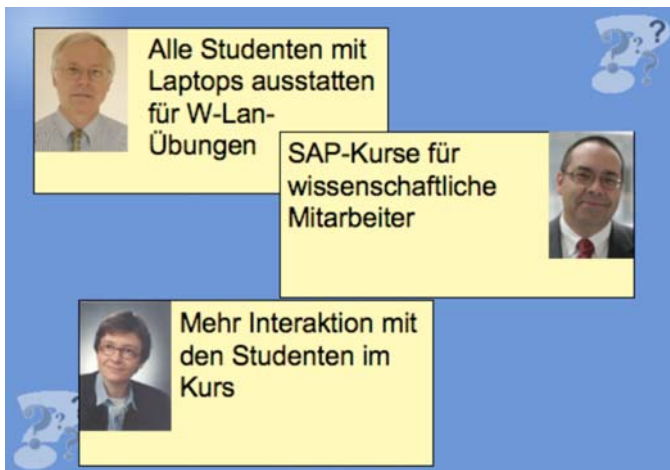 Alle Studenten mit
Laptops ausstatten
für W-Lan-
Übungen
SAP-Kurse für
wissenschaftliche
Mitarbeiter
Mehr Interaktion mit
den Studenten im
Kurs